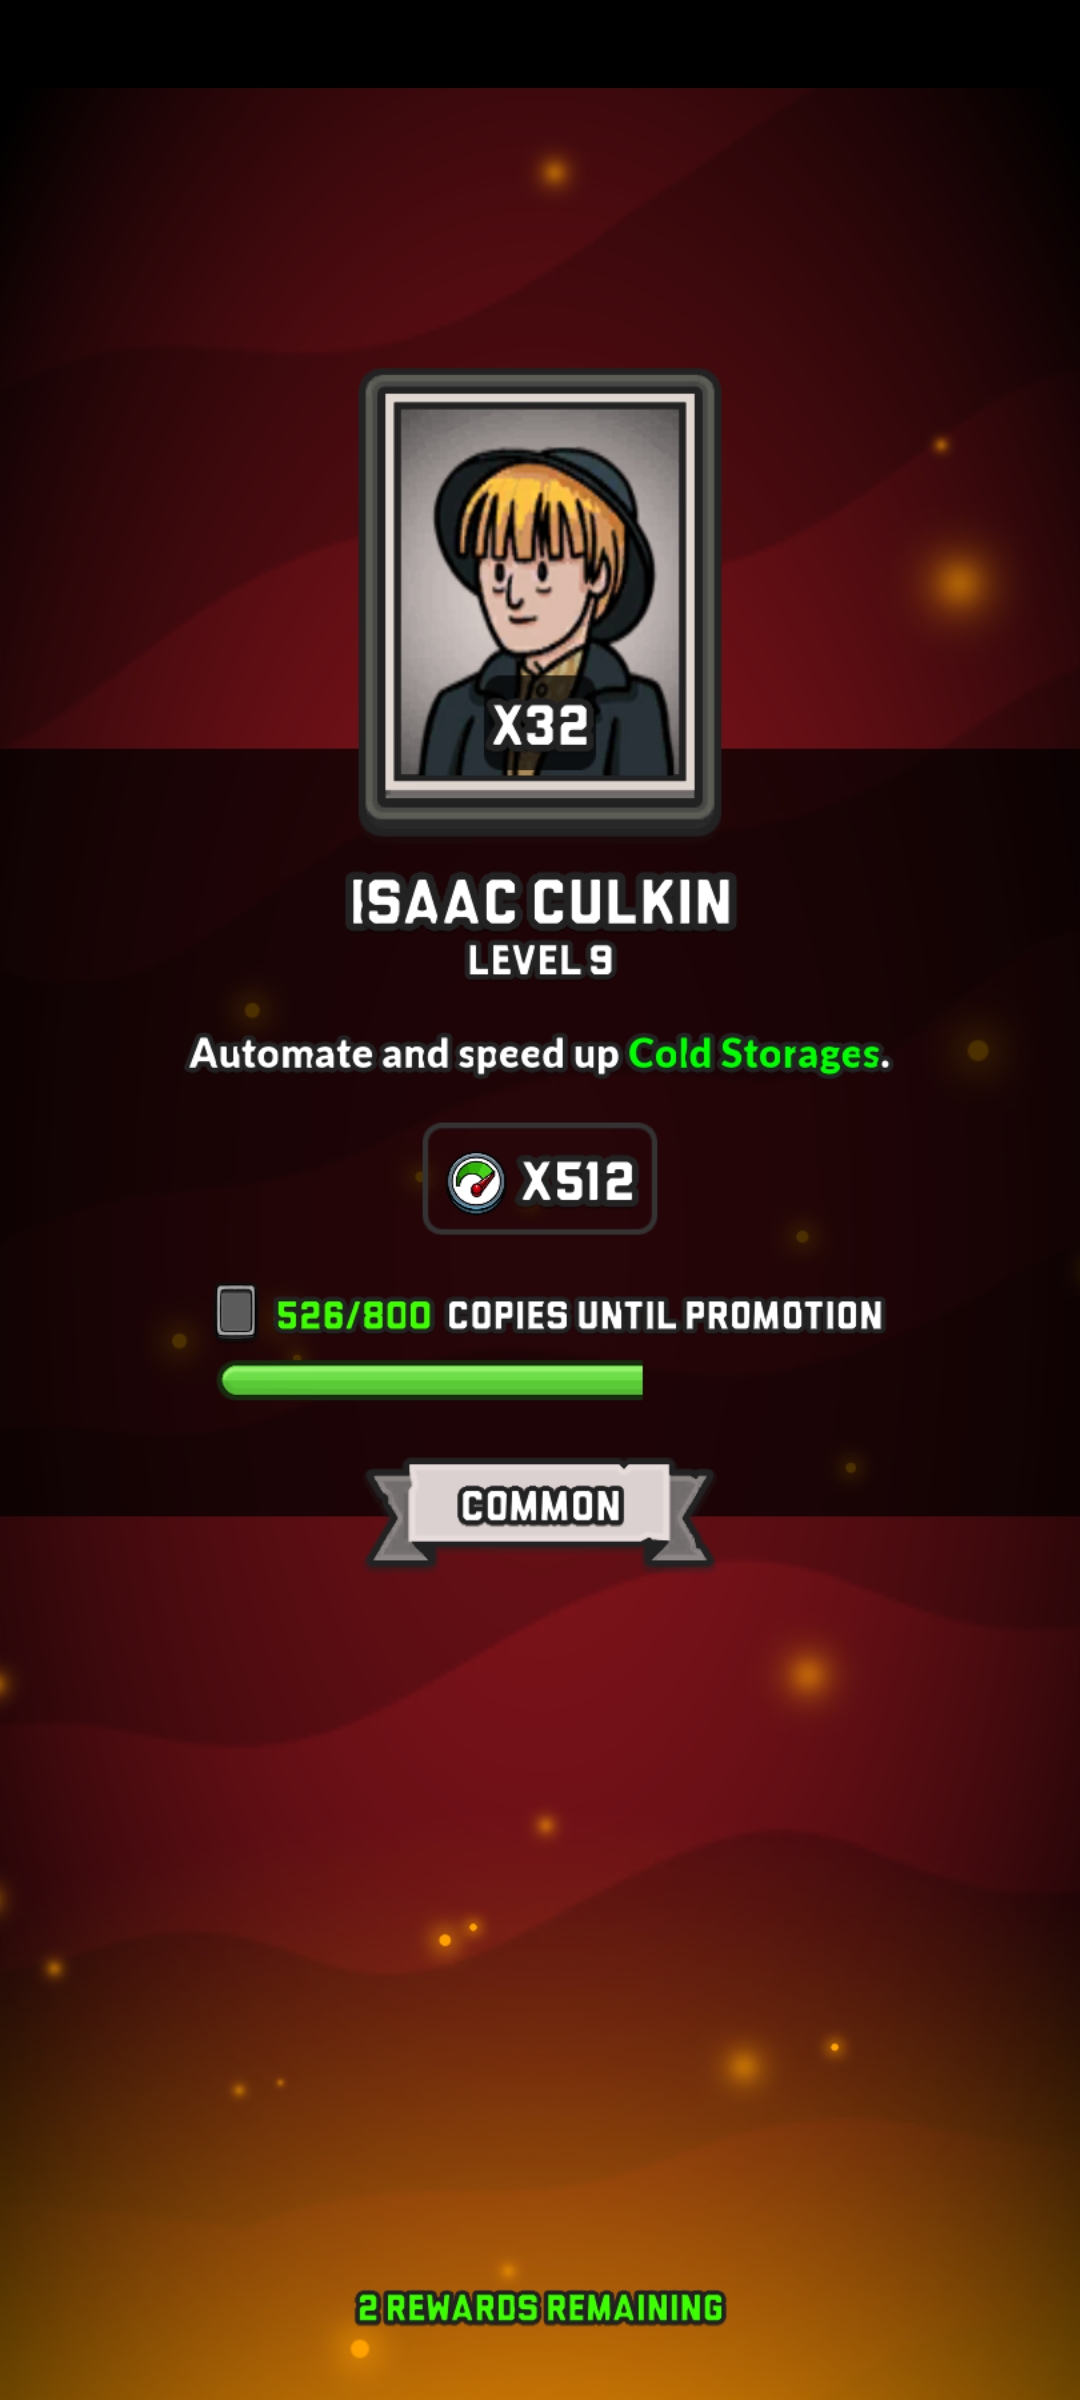 X32
ISAAC CULKIN
LEVEL 9
Automate and speed up Cold Storages.
X512
526/800 COPIES UNTIL PROMOTION
COMMON
2 REWARDS REMAINING